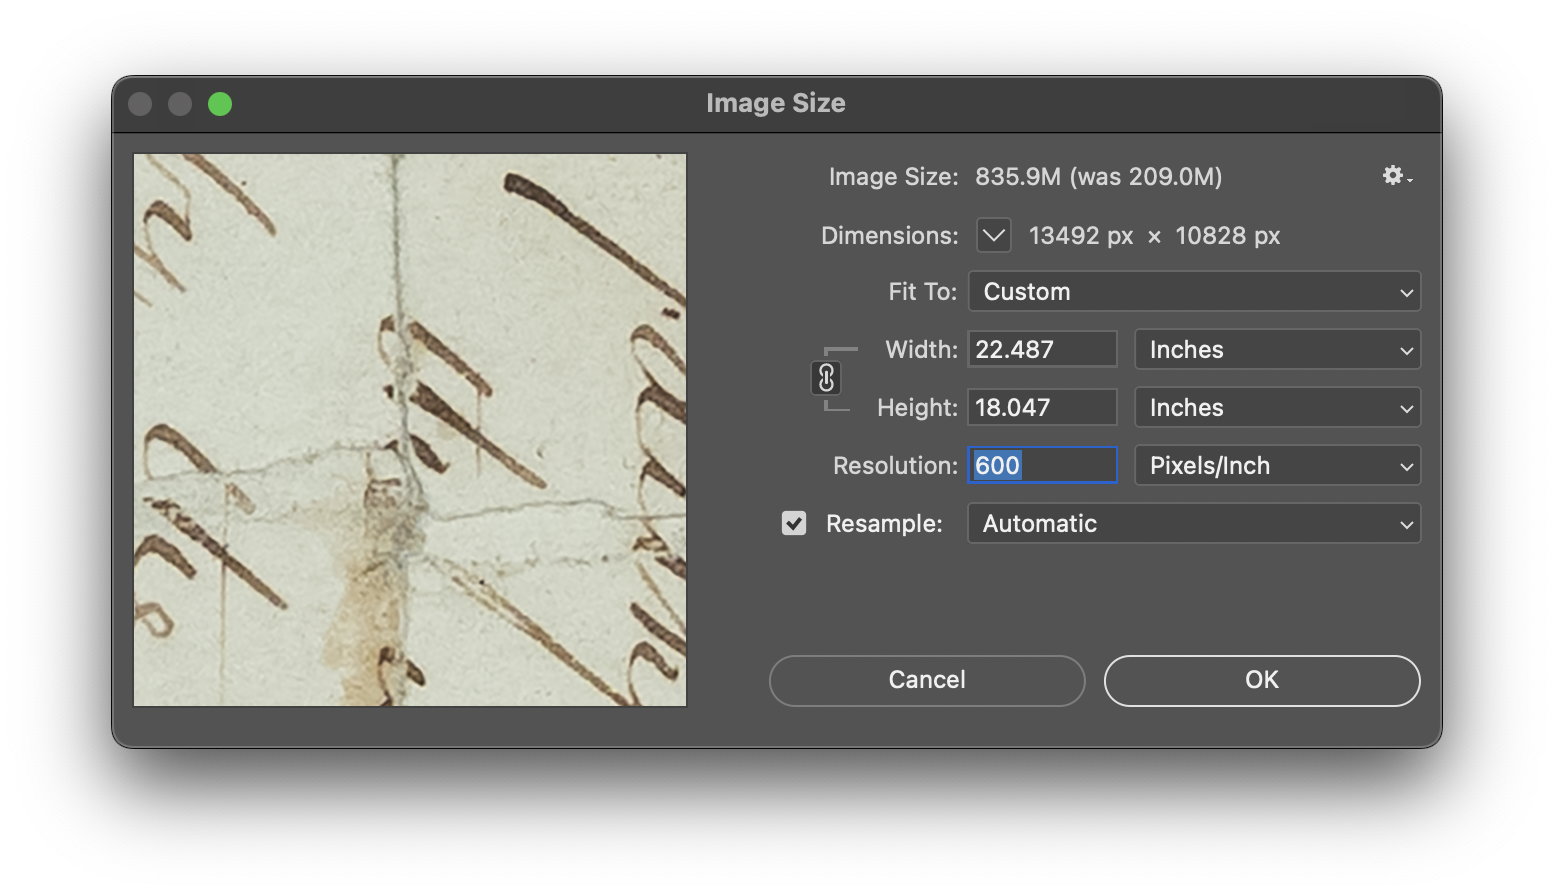 Image Size
Image Size: 835.9M (was 209.0M)
Dimensions: 13492 px × 10828 px
Fit To: Custom
Width: 22.487 Inches
Height: 18.047 Inches
Resolution: 600 Pixels/Inch
Resample: Automatic
Cancel OK